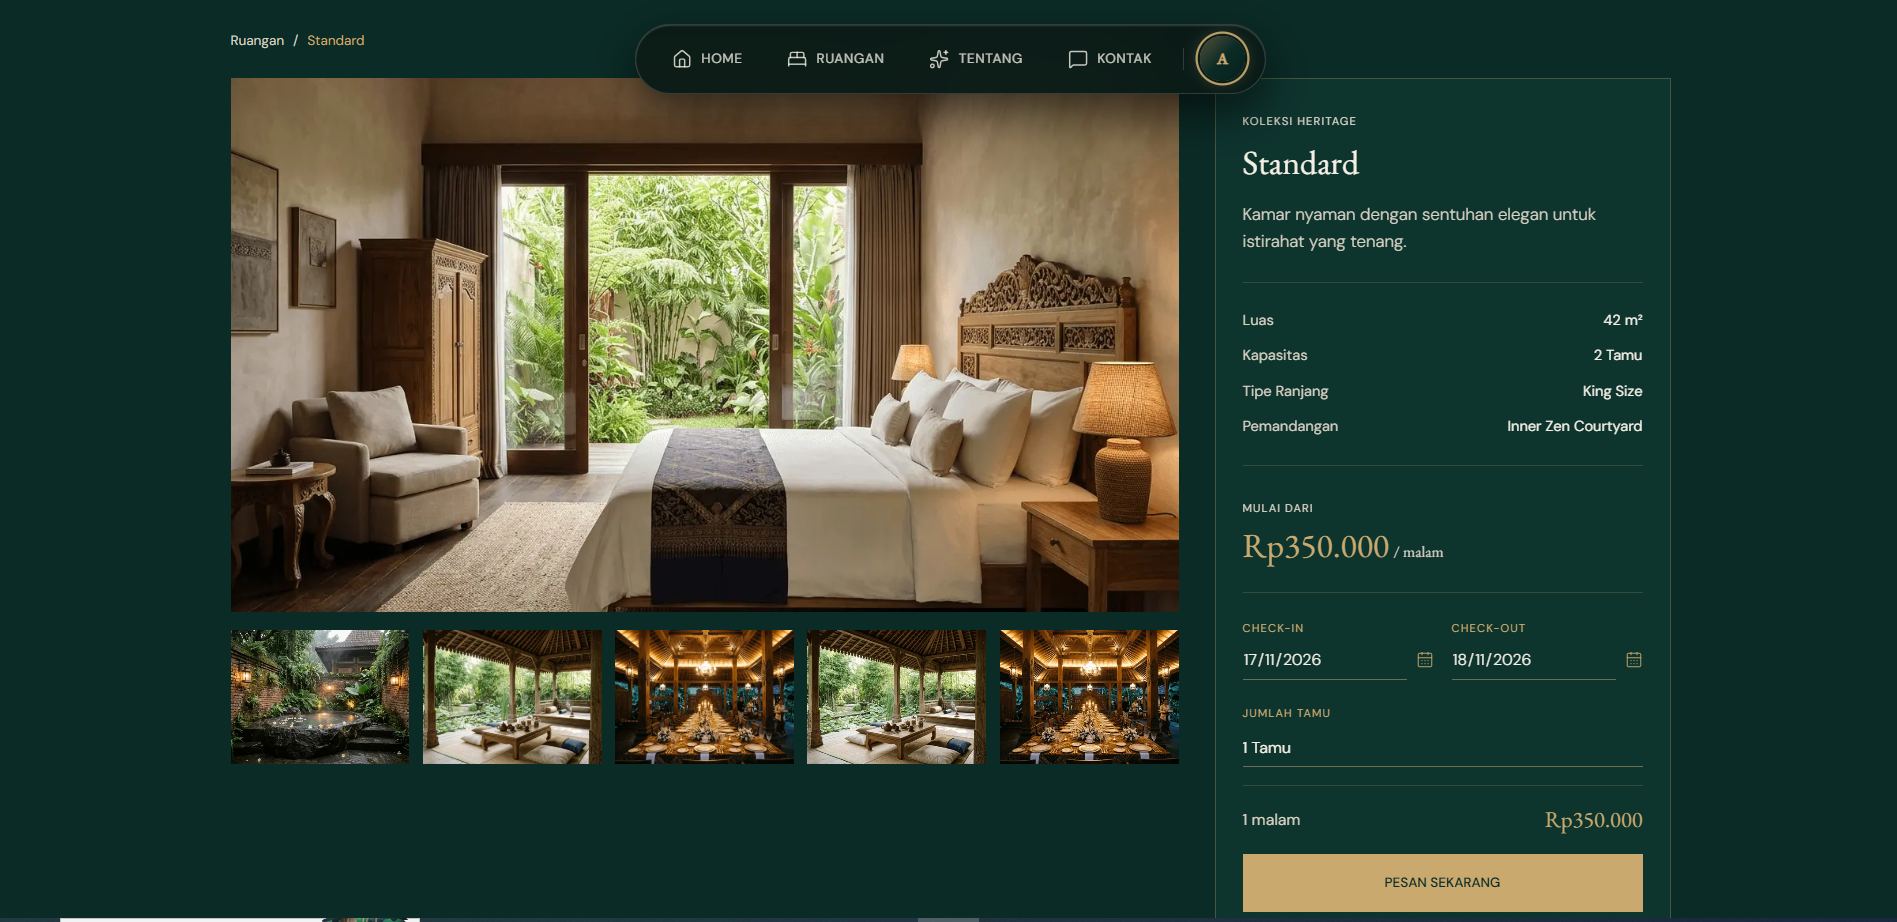 Ruangan / Standard
HOME
RUANGAN
TENTANG
KONTAK
A
KOLEKSI HERITAGE
Standard
Kamar nyaman dengan sentuhan elegan untuk
istirahat yang tenang.
Luas 42 m²
Kapasitas 2 Tamu
Tipe Ranjang King Size
Pemandangan Inner Zen Courtyard
MULAI DARI
Rp350.000 / malam
CHECK-IN CHECK-OUT
17/11/2026 18/11/2026
JUMLAH TAMU
1 Tamu
1 malam Rp350.000
PESAN SEKARANG